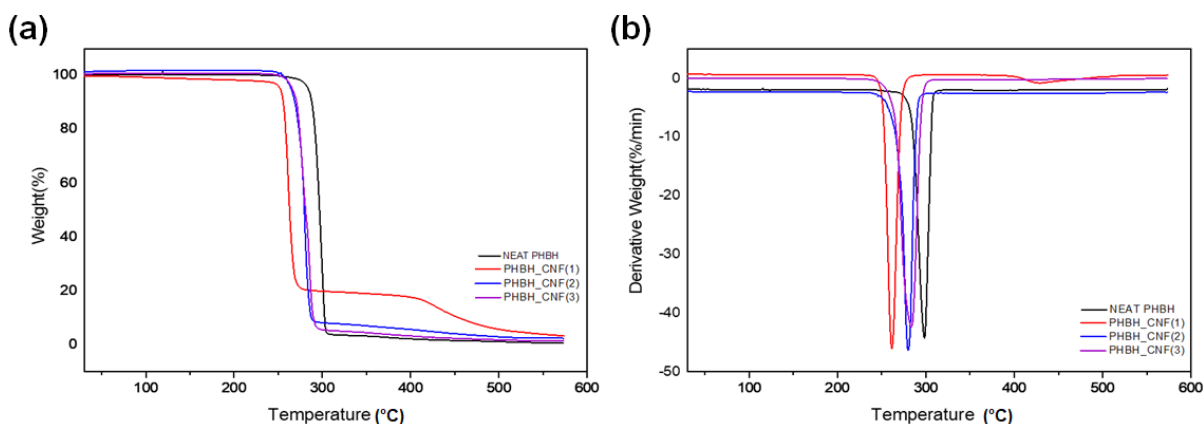 (a)
100
80
60
40
20
0
Weight(%)
100
200
300
400
500
600
Temperature (°C)
NEAT PHBH
PHBH_CNF(1)
PHBH_CNF(2)
PHBH_CNF(3)
(b)
0
-10
-20
-30
-40
-50
Derivative Weight(%/min)
100
200
300
400
500
600
Temperature (°C)
NEAT PHBH
PHBH_CNF(1)
PHBH_CNF(2)
PHBH_CNF(3)